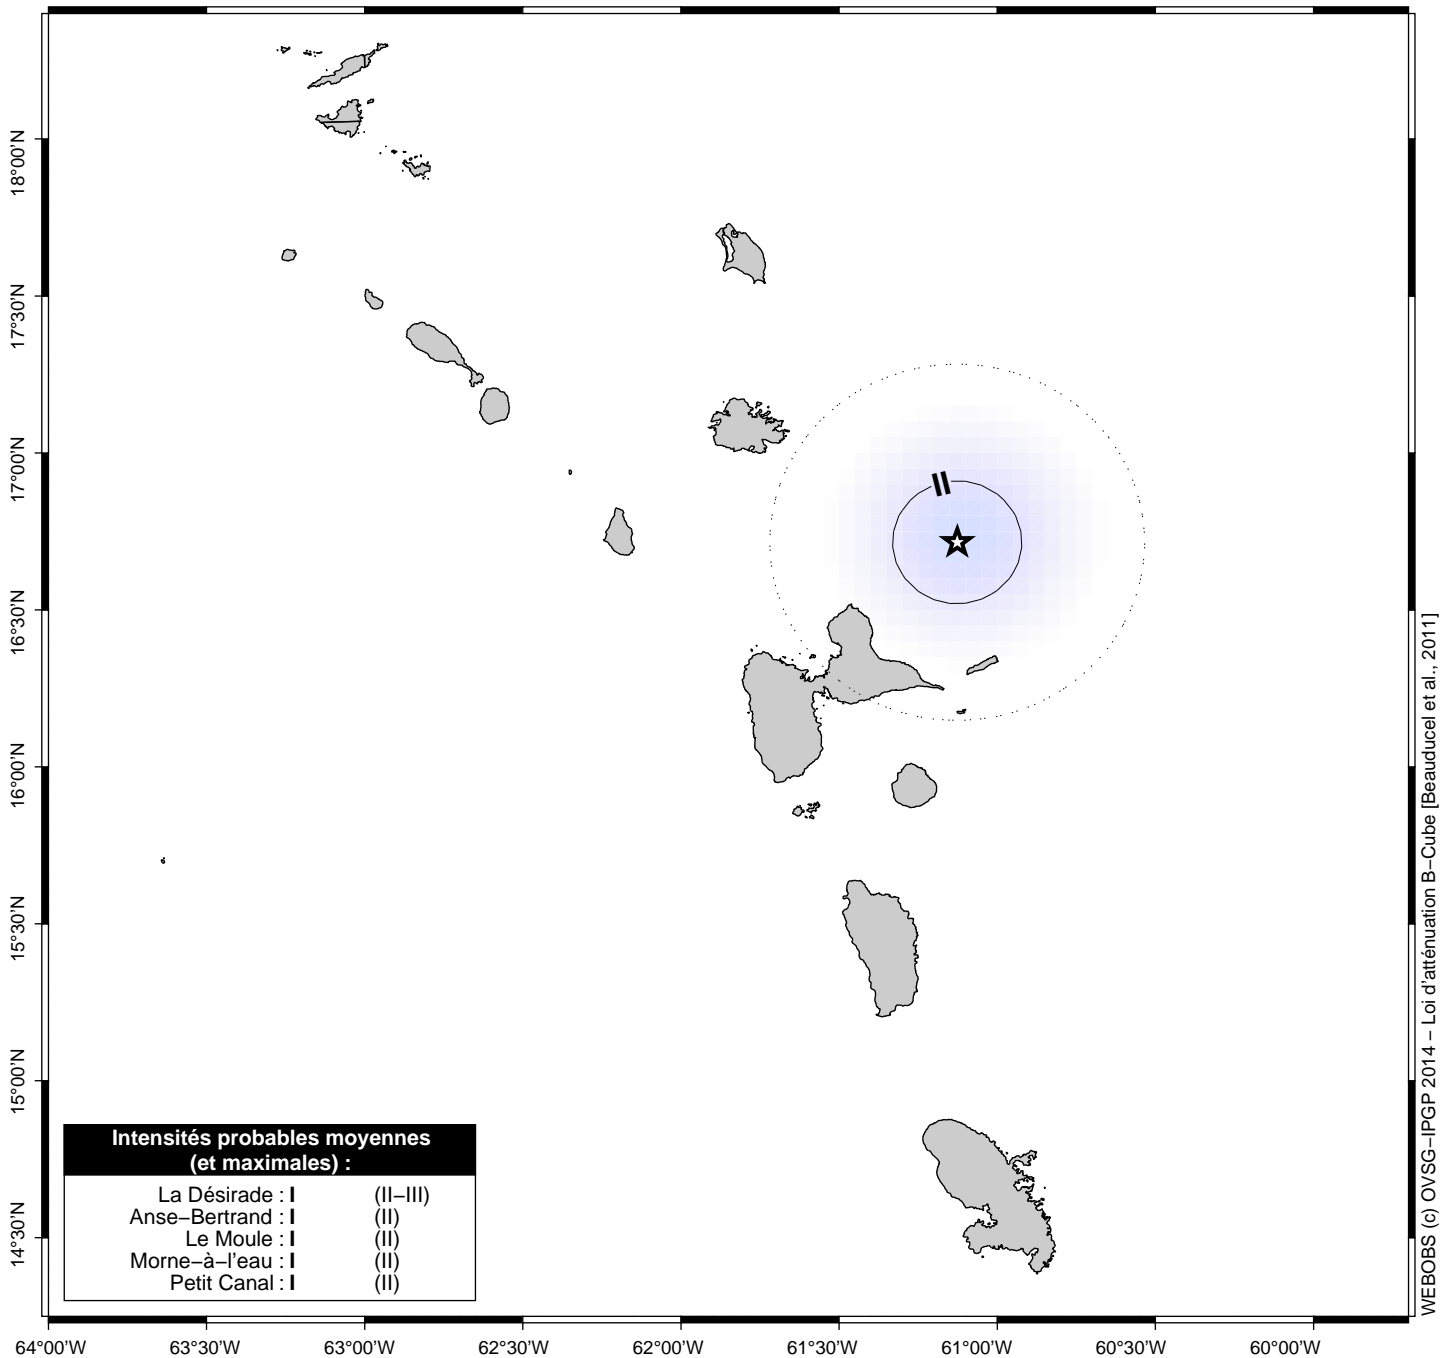 18°00'N
17°30'N
17°00'N
16°30'N
16°00'N
15°30'N
15°00'N
14°30'N
II
Intensités probables moyennes
(et maximales) :
La Désirade : I (II−III)
Anse−Bertrand : I (II)
Le Moule : I (II)
Morne−à−l'eau : I (II)
Petit Canal : I (II)
64°00'W 63°30'W 63°00'W 62°30'W 62°00'W 61°30'W 61°00'W 60°30'W 60°00'W
WEBOBS (c) OVSG−IPGP 2014 − Loi d'atténuation B−Cube [Beauducel et al., 2011]